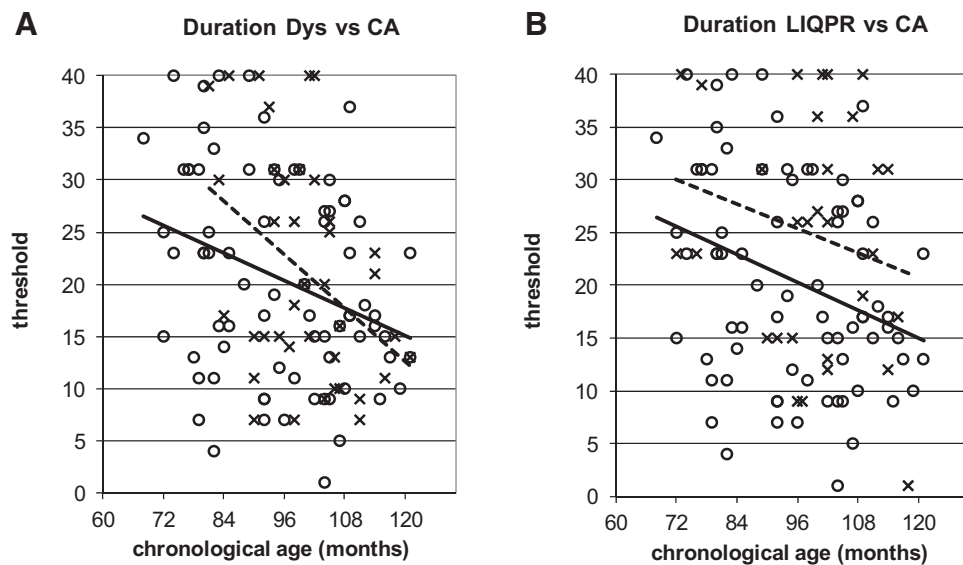 A
Duration Dys vs CA
40
35
30
25
20
15
10
5
0
threshold
60 72 84 96 108 120
chronological age (months)
B
Duration LIQPR vs CA
40
35
30
25
20
15
10
5
0
threshold
60 72 84 96 108 120
chronological age (months)